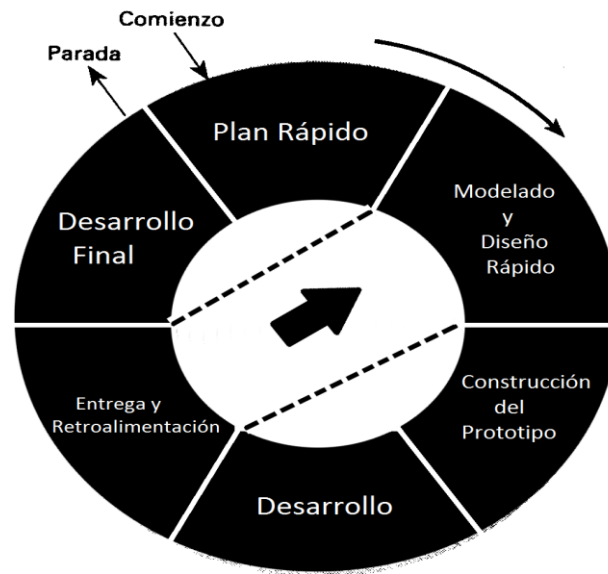 Comienzo
Parada
Plan Rápido
Modelado
y
Diseño
Rápido
Construcción
del
Prototipo
Desarrollo
Entrega y
Retroalimentación
Desarrollo
Final